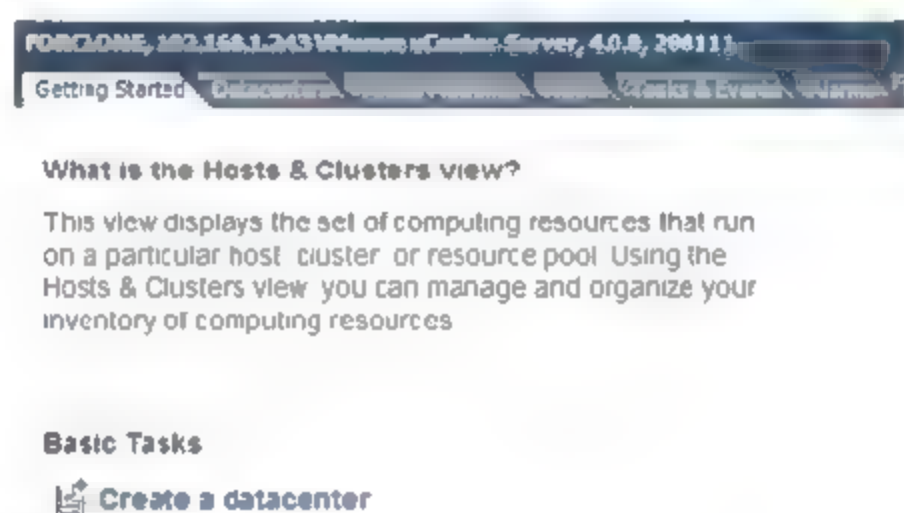 VMware vCenter Server, 4.0.0,
Getting Started Datacenters Tasks & Events Alarms
What is the Hosts & Clusters view?
This view displays the set of computing resources that run
on a particular host cluster or resource pool Using the
Hosts & Clusters view you can manage and organize your
inventory of computing resources
Basic Tasks
Create a datacenter